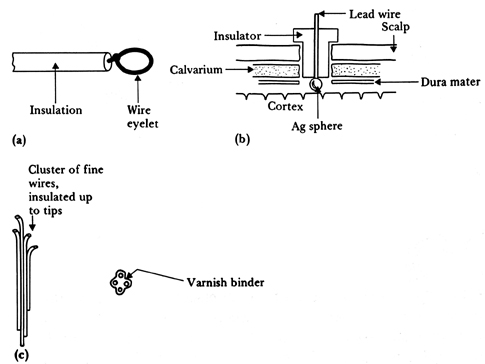 Insulation
Wire
eyelet
(a)
Lead wire
Insulator
Scalp
Calvarium
Dura mater
Cortex
Ag sphere
(b)
Cluster of fine
wires,
insulated up
to tips
Varnish binder
(c)